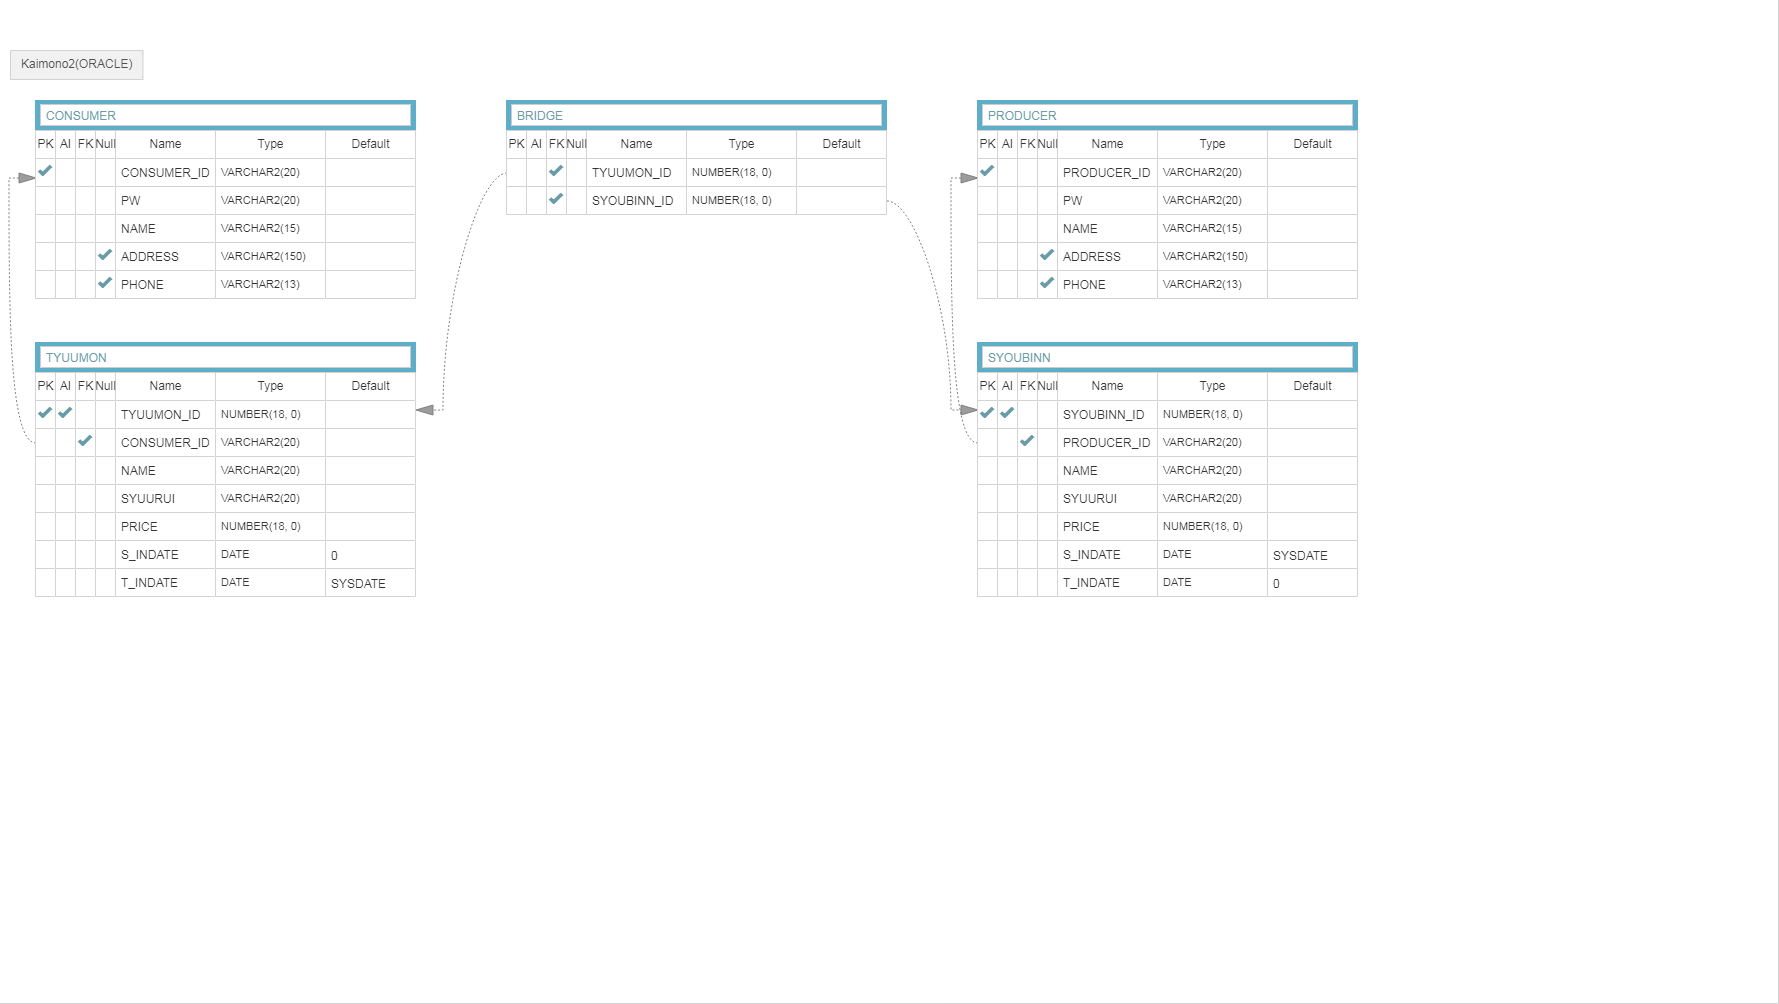 Kaimono2(ORACLE)
CONSUMER
PK AI FK Null Name Type Default
CONSUMER_ID VARCHAR2(20)
PW VARCHAR2(20)
NAME VARCHAR2(15)
ADDRESS VARCHAR2(150)
PHONE VARCHAR2(13)
BRIDGE
PK AI FK Null Name Type Default
TYUUMON_ID NUMBER(18, 0)
SYOUBINN_ID NUMBER(18, 0)
PRODUCER
PK AI FK Null Name Type Default
PRODUCER_ID VARCHAR2(20)
PW VARCHAR2(20)
NAME VARCHAR2(15)
ADDRESS VARCHAR2(150)
PHONE VARCHAR2(13)
TYUUMON
PK AI FK Null Name Type Default
TYUUMON_ID NUMBER(18, 0)
CONSUMER_ID VARCHAR2(20)
NAME VARCHAR2(20)
SYUURUI VARCHAR2(20)
PRICE NUMBER(18, 0)
S_INDATE DATE 0
T_INDATE DATE SYSDATE
SYOUBINN
PK AI FK Null Name Type Default
SYOUBINN_ID NUMBER(18, 0)
PRODUCER_ID VARCHAR2(20)
NAME VARCHAR2(20)
SYUURUI VARCHAR2(20)
PRICE NUMBER(18, 0)
S_INDATE DATE SYSDATE
T_INDATE DATE 0